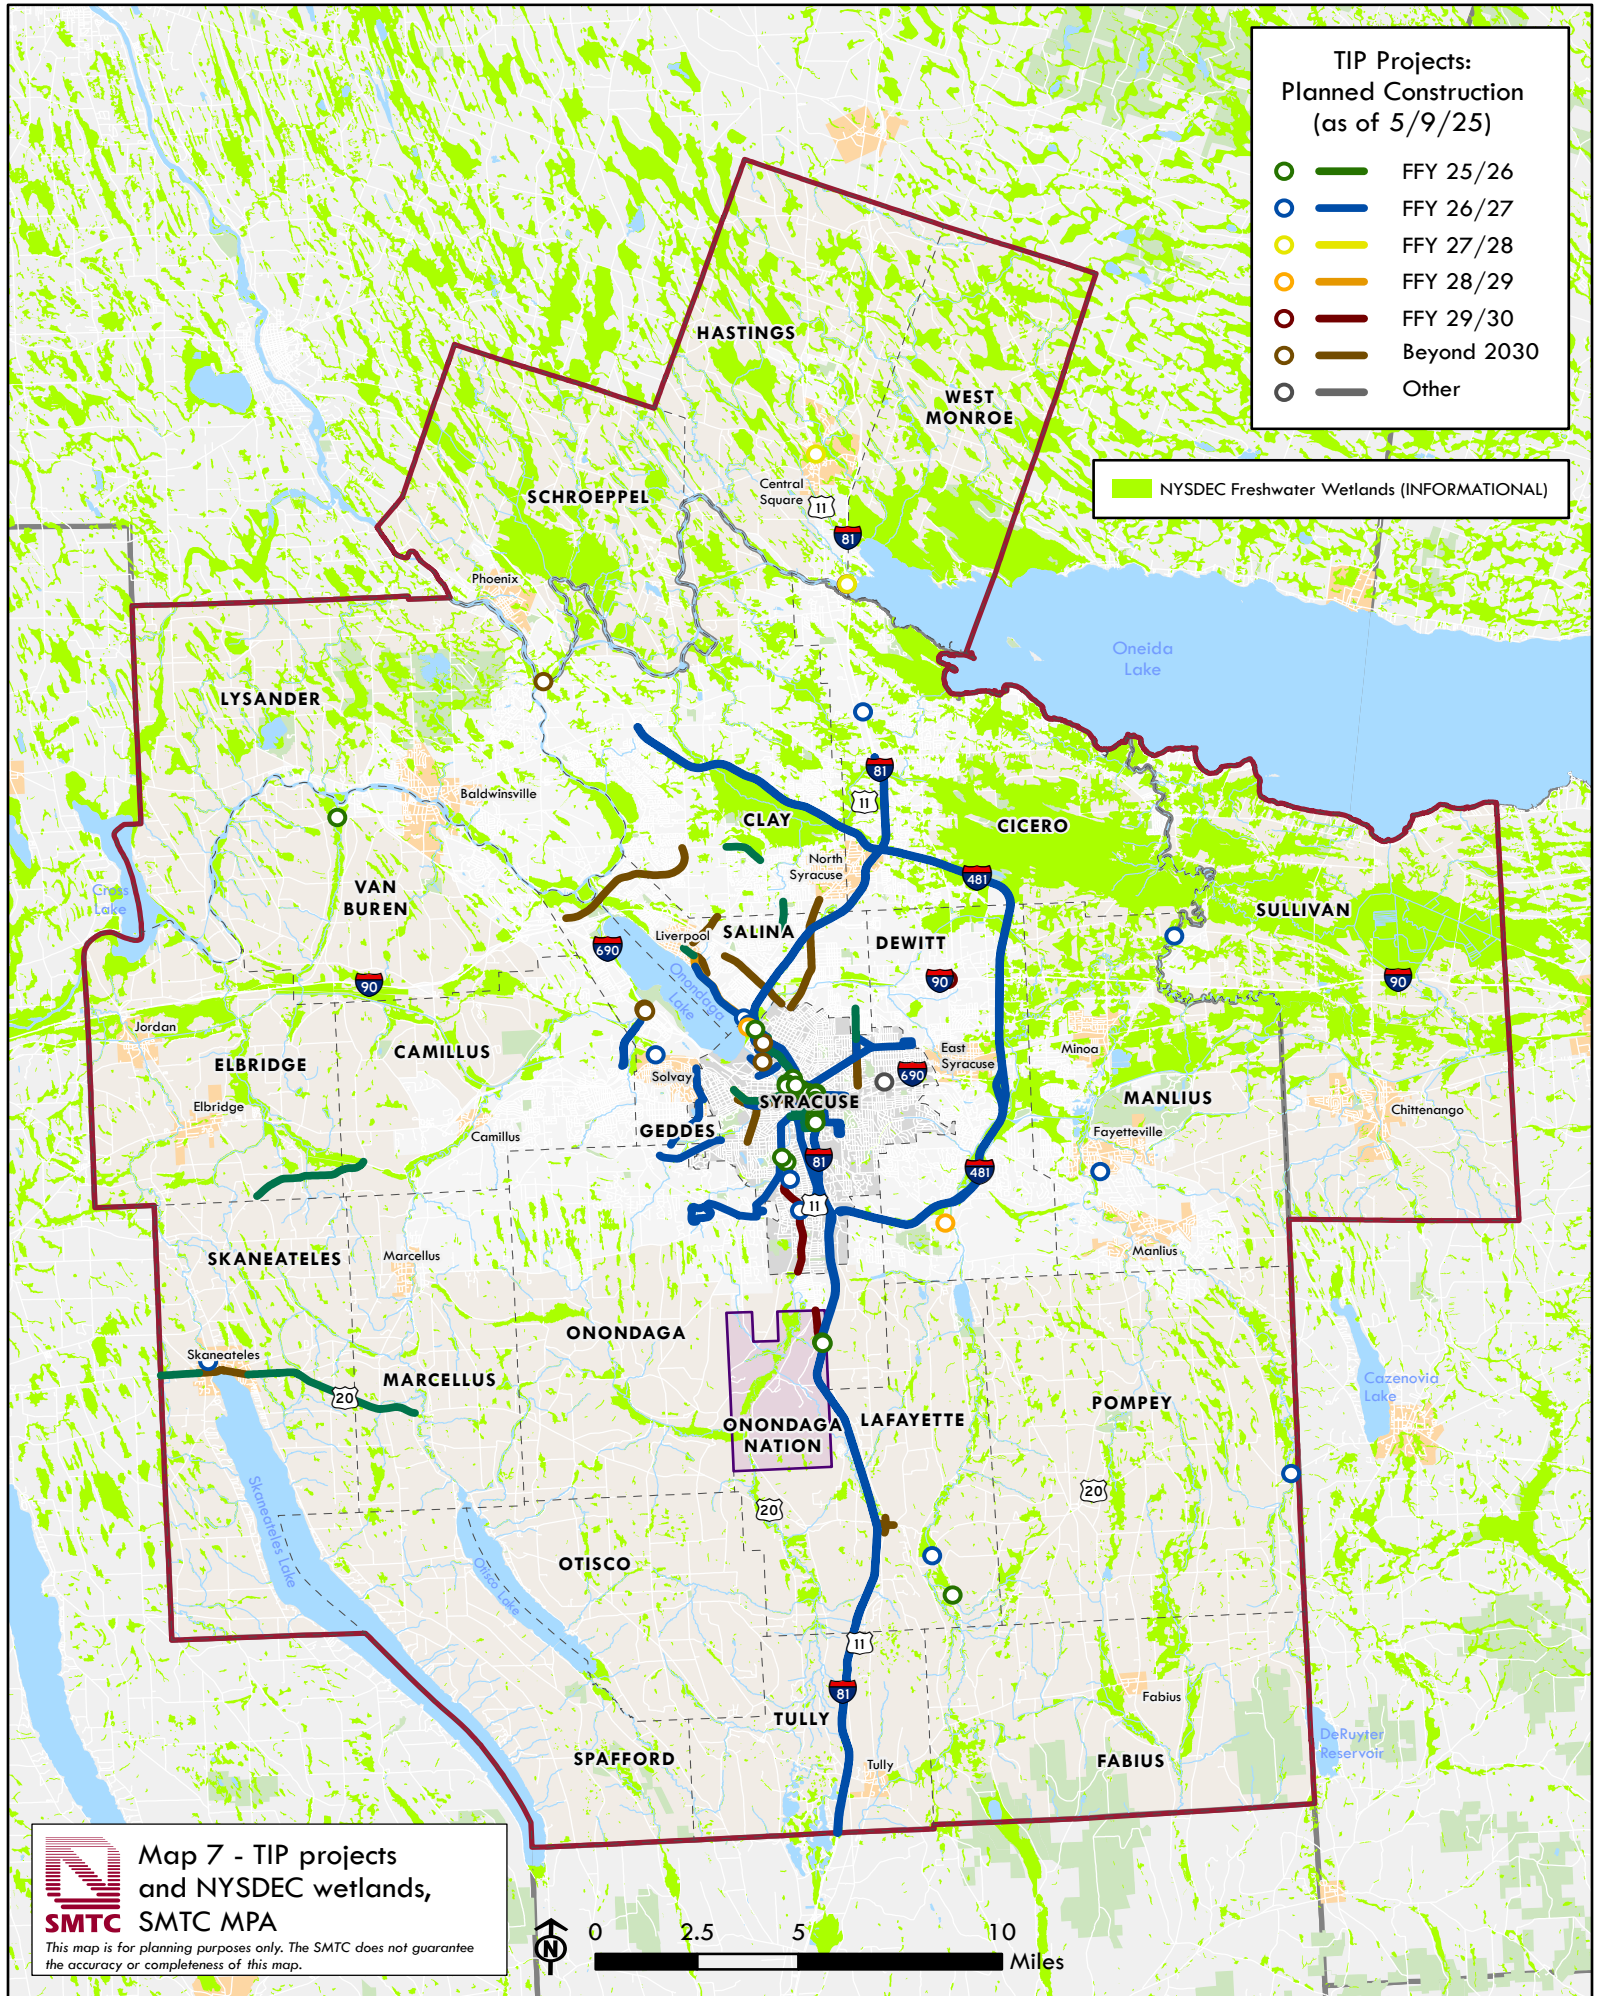 TIP Projects:
Planned Construction
(as of 5/9/25)
FFY 25/26
FFY 26/27
FFY 27/28
FFY 28/29
FFY 29/30
Beyond 2030
Other
NYSDEC Freshwater Wetlands (INFORMATIONAL)
HASTINGS
WEST
MONROE
Central
Square
11
81
SCHROEPPEL
Phoenix
Oneida
Lake
LYSANDER
81
11
Baldwinsville
CLAY
CICERO
North
Syracuse
481
Cross
Lake
VAN
BUREN
SULLIVAN
SALINA
Liverpool
DEWITT
690
90
90
90
Onondaga
Lake
Jordan
CAMILLUS
ELBRIDGE
East
Syracuse
Minoa
Solvay
690
SYRACUSE
MANLIUS
Elbridge
Chittenango
Camillus
GEDDES
Fayetteville
81
481
11
SKANEATELES
Marcellus
Manlius
ONONDAGA
Skaneateles
MARCELLUS
20
Cazenovia
Lake
POMPEY
LAFAYETTE
ONONDAGA
NATION
20
20
Skaneateles Lake
Otisco Lake
OTISCO
11
81
Fabius
TULLY
DeRuyter
Reservoir
SPAFFORD
Tully
FABIUS
SMTC
Map 7 - TIP projects
and NYSDEC wetlands,
SMTC MPA
This map is for planning purposes only. The SMTC does not guarantee
the accuracy or completeness of this map.
N
0 2.5 5 10
Miles